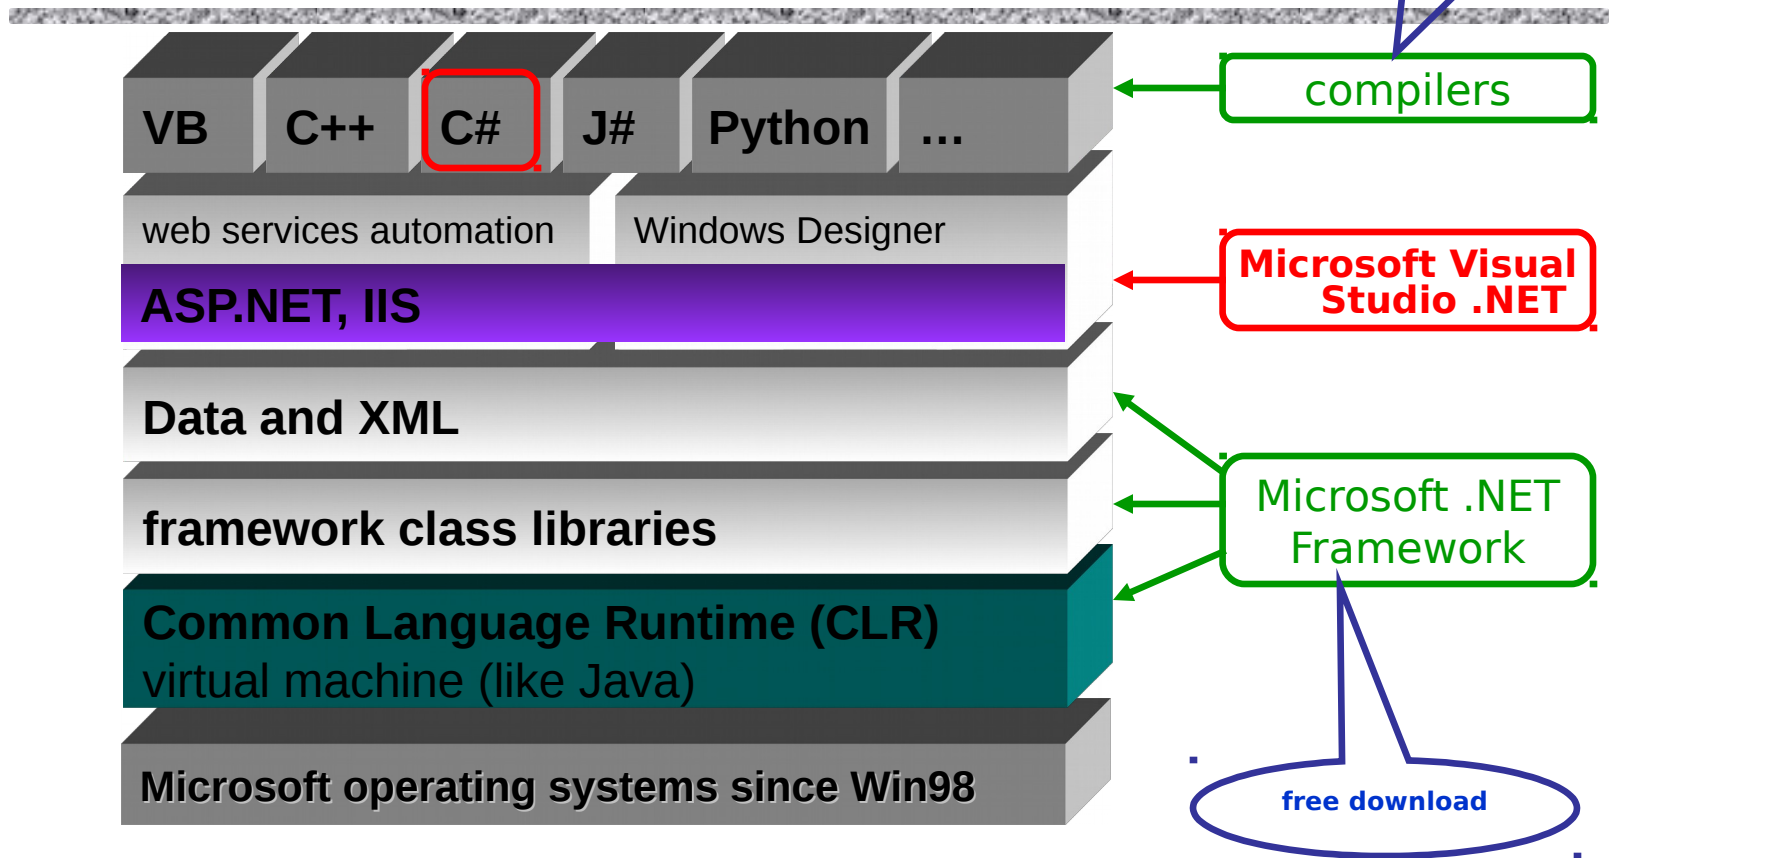 VB C++ C# J# Python ...
compilers
web services automation Windows Designer
ASP.NET, IIS
Microsoft Visual
Studio .NET
Data and XML
framework class libraries
Microsoft .NET
Framework
Common Language Runtime (CLR)
virtual machine (like Java)
Microsoft operating systems since Win98
free download